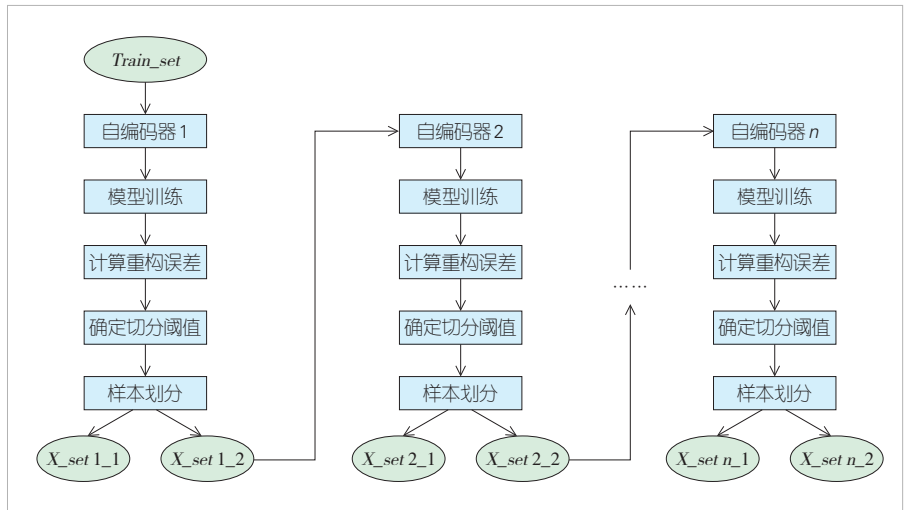 Train_set
自编码器 1
模型训练
计算重构误差
确定切分阈值
样本划分
X_set 1_1
X_set 1_2
自编码器 2
模型训练
计算重构误差
确定切分阈值
样本划分
X_set 2_1
X_set 2_2
……
自编码器 n
模型训练
计算重构误差
确定切分阈值
样本划分
X_set n_1
X_set n_2